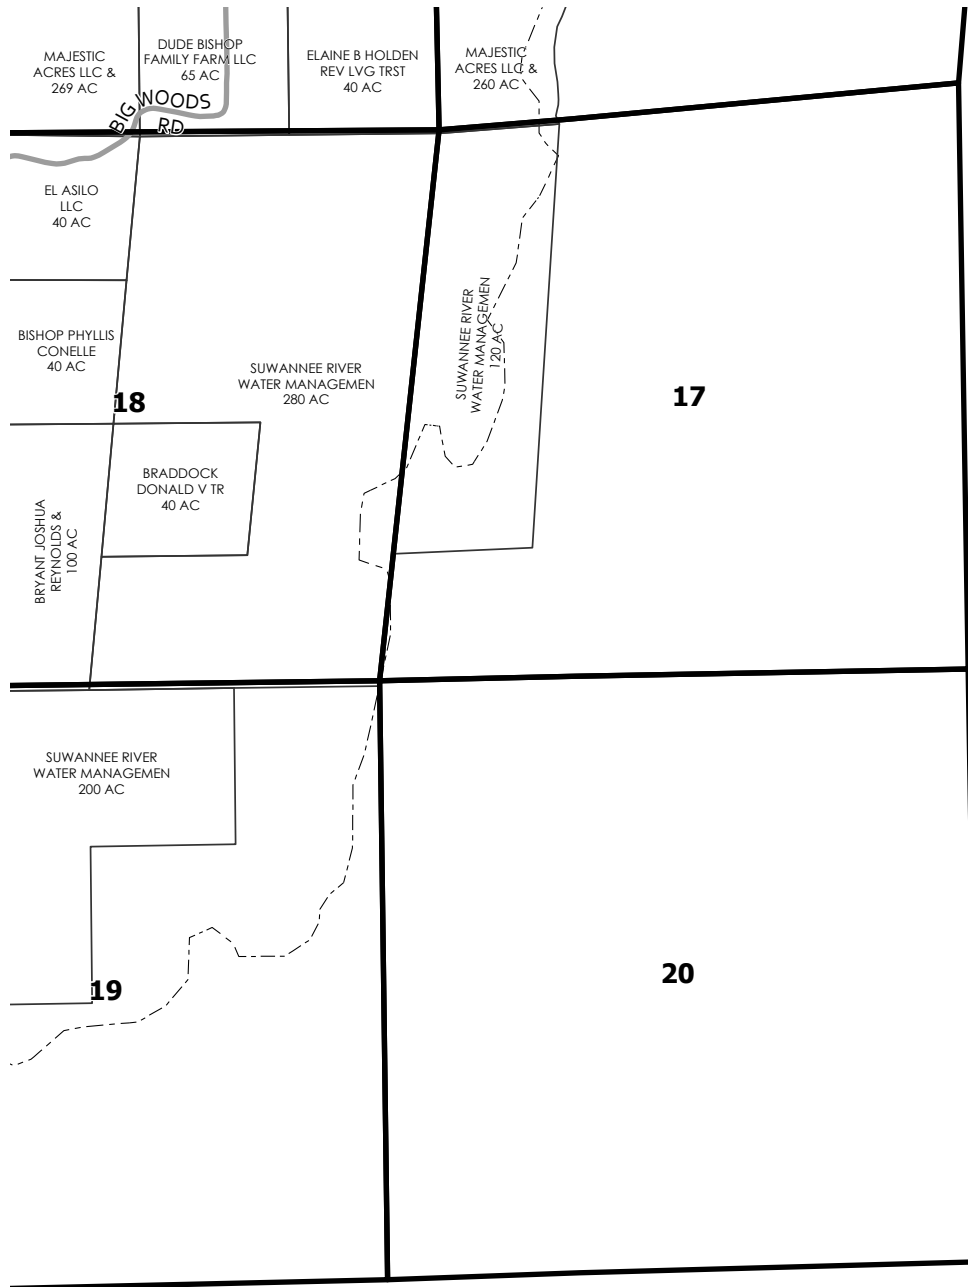 MAJESTIC
ACRES LLC &
269 AC
DUDE BISHOP
FAMILY FARM LLC
65 AC
ELAINE B HOLDEN
REV LVG TRST
40 AC
MAJESTIC
ACRES LLC &
260 AC
BIG WOODS
RD
EL ASILO
LLC
40 AC
BISHOP PHYLLIS
CONELLE
40 AC
SUWANNEE RIVER
WATER MANAGEMEN
280 AC
SUWANNEE RIVER
WATER MANAGEMEN
120 AC
17
18
BRADDOCK
DONALD V TR
40 AC
BRYANT JOSHUA
REYNOLDS &
100 AC
SUWANNEE RIVER
WATER MANAGEMEN
200 AC
19
20